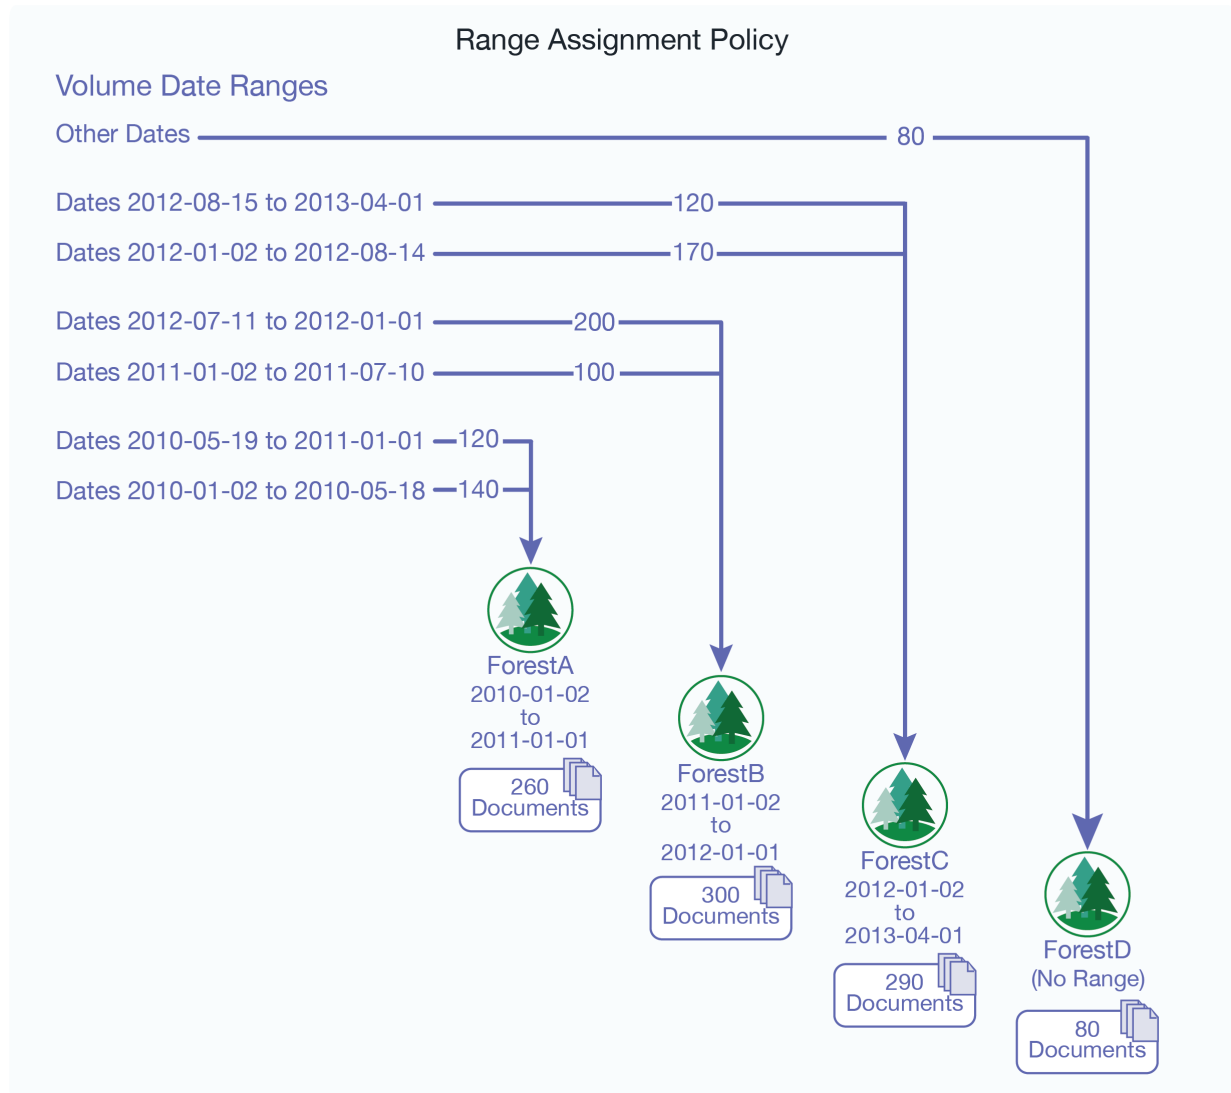 Range Assignment Policy
Volume Date Ranges
Other Dates 80
Dates 2012-08-15 to 2013-04-01 120
Dates 2012-01-02 to 2012-08-14 170
Dates 2012-07-11 to 2012-01-01 200
Dates 2011-01-02 to 2011-07-10 100
Dates 2010-05-19 to 2011-01-01 120
Dates 2010-01-02 to 2010-05-18 140
ForestA
2010-01-02
to
2011-01-01
260
Documents
ForestB
2011-01-02
to
2012-01-01
300
Documents
ForestC
2012-01-02
to
2013-04-01
290
Documents
ForestD
(No Range)
80
Documents